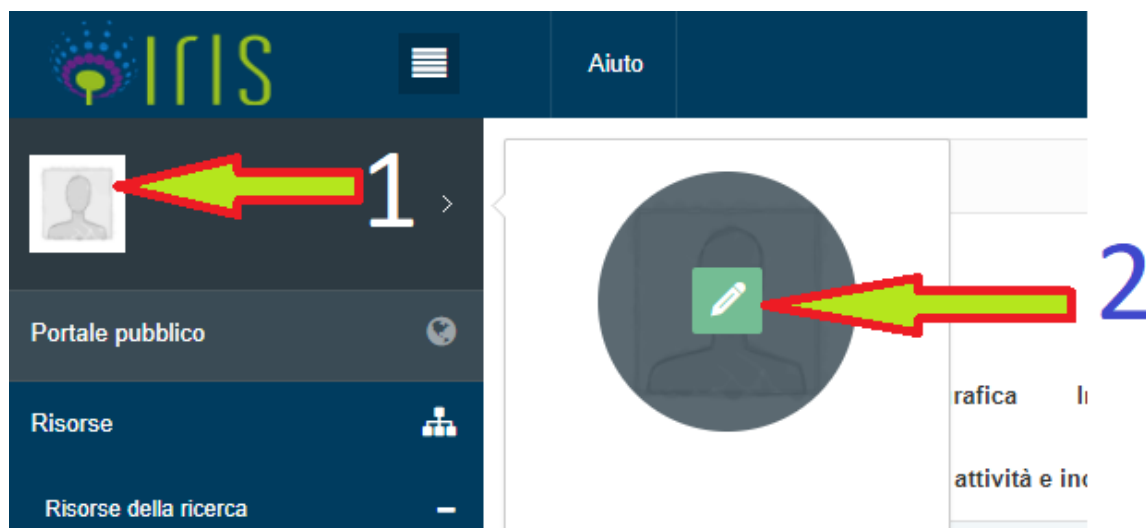 IRIS
Aiuto
1
2
Portale pubblico
Risorse
rafica
attività e in
Risorse della ricerca